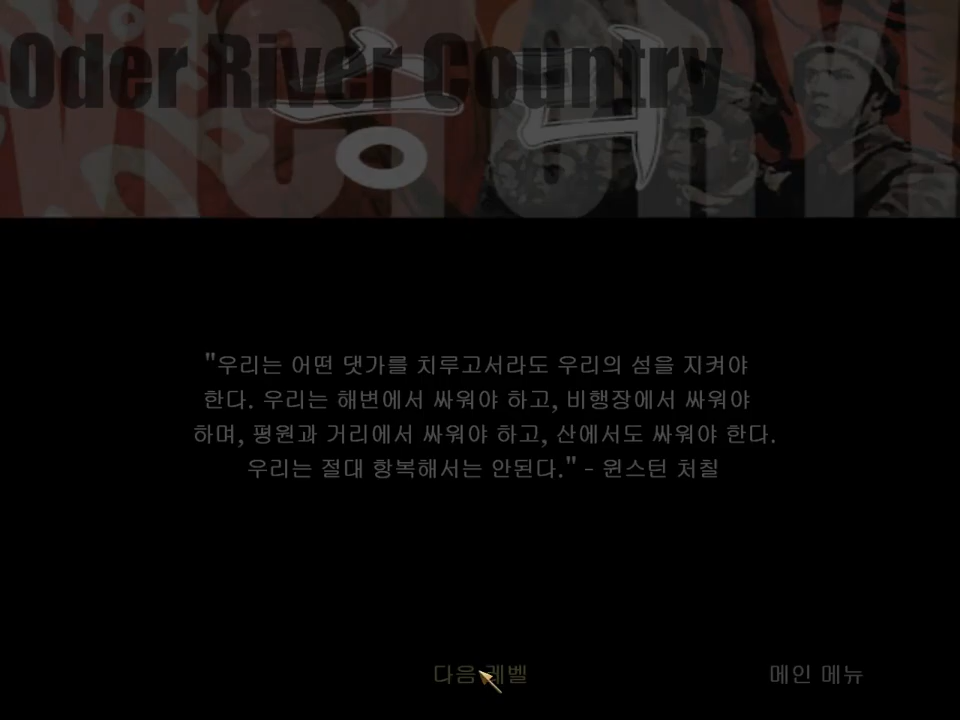 Oder River Country
승리
VICTORY
"우리는 어떤 댓가를 치루고서라도 우리의 섬을 지켜야
한다. 우리는 해변에서 싸워야 하고, 비행장에서 싸워야
하며, 평원과 거리에서 싸워야 하고, 산에서도 싸워야 한다.
우리는 절대 항복해서는 안된다." - 윈스턴 처칠
다음 레벨
메인 메뉴